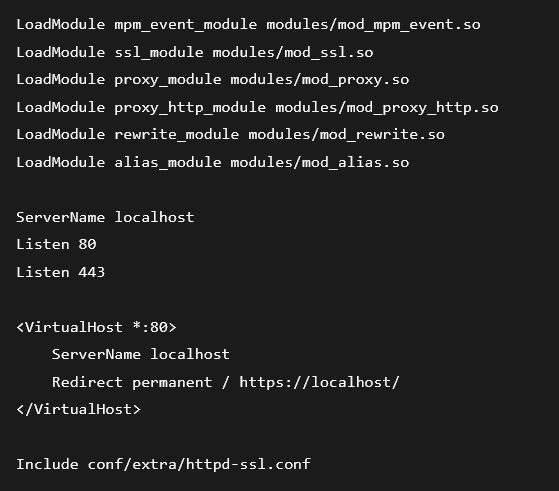 LoadModule mpm_event_module modules/mod_mpm_event.so
LoadModule ssl_module modules/mod_ssl.so
LoadModule proxy_module modules/mod_proxy.so
LoadModule proxy_http_module modules/mod_proxy_http.so
LoadModule rewrite_module modules/mod_rewrite.so
LoadModule alias_module modules/mod_alias.so

ServerName localhost
Listen 80
Listen 443

<VirtualHost *:80>
    ServerName localhost
    Redirect permanent / https://localhost/
</VirtualHost>

Include conf/extra/httpd-ssl.conf